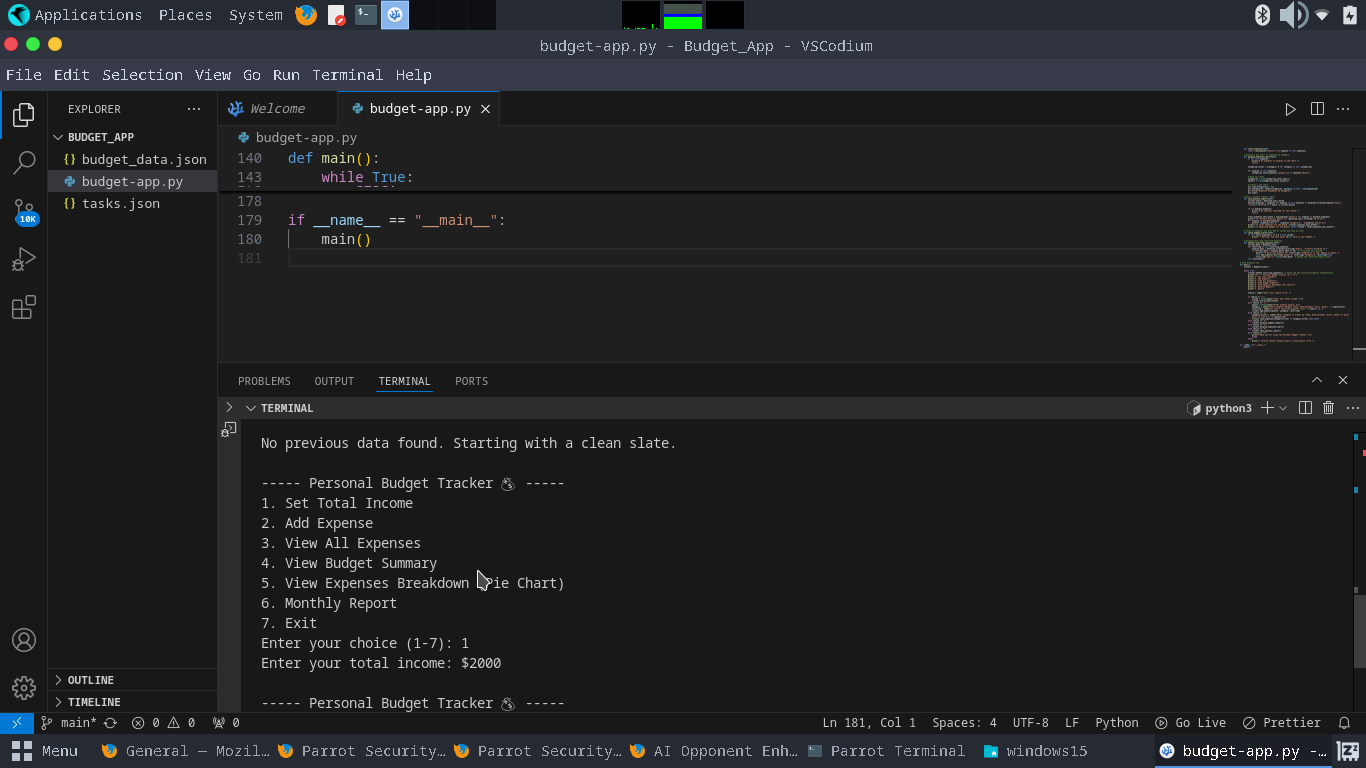 Applications Places System
budget-app.py - Budget_App - VSCodium
File Edit Selection View Go Run Terminal Help
EXPLORER
Welcome
budget-app.py
BUDGET_APP
budget-app.py
budget_data.json
budget-app.py
tasks.json
10K
140 def main():
143 while True:
178
179 if __name__ == "__main__":
180 main()
181
PROBLEMS OUTPUT TERMINAL PORTS
TERMINAL
python3
No previous data found. Starting with a clean slate.
----- Personal Budget Tracker 💰 -----
1. Set Total Income
2. Add Expense
3. View All Expenses
4. View Budget Summary
5. View Expenses Breakdown (Pie Chart)
6. Monthly Report
7. Exit
Enter your choice (1-7): 1
Enter your total income: $2000
----- Personal Budget Tracker 💰 -----
OUTLINE
TIMELINE
main* 0 0 0 Ln 181, Col 1 Spaces: 4 UTF-8 LF Python Go Live Prettier
Menu General — Mozil... Parrot Security... Parrot Security... AI Opponent Enh... Parrot Terminal windows15 budget-app.py -...